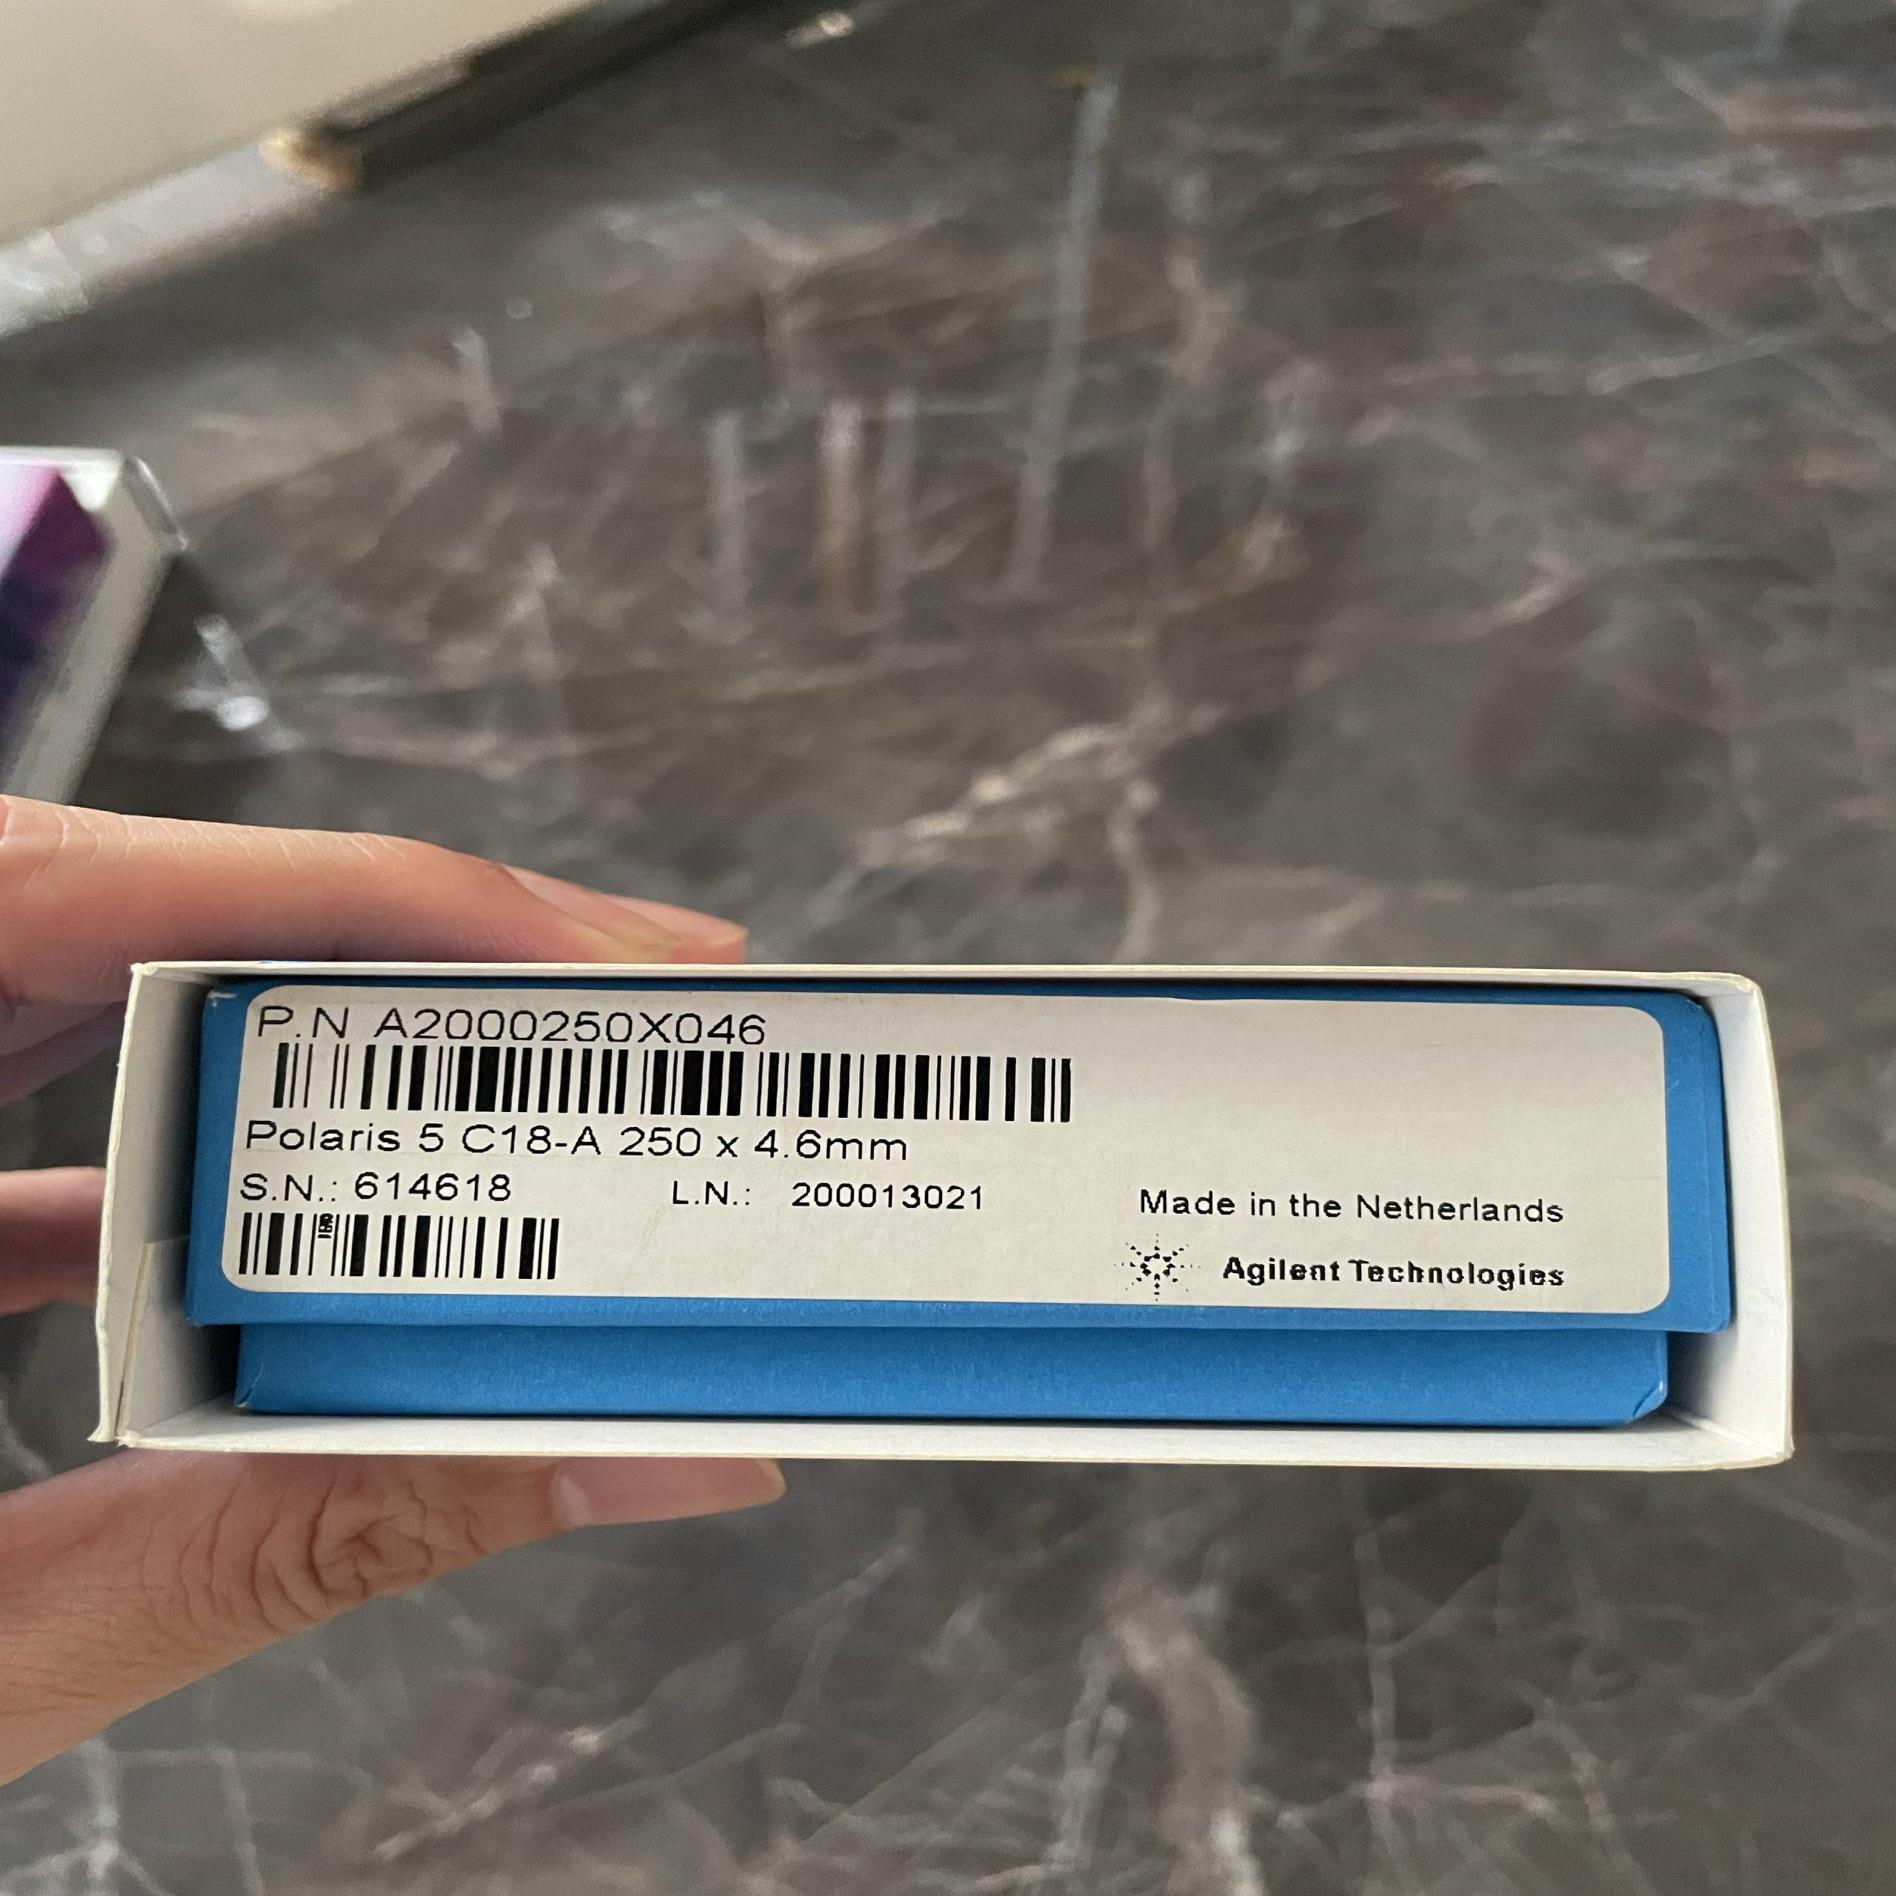 P.N A2000250X046
Polaris 5 C18-A 250 x 4.6mm
S.N.: 614618 L.N.: 200013021
Made in the Netherlands
Agilent Technologies